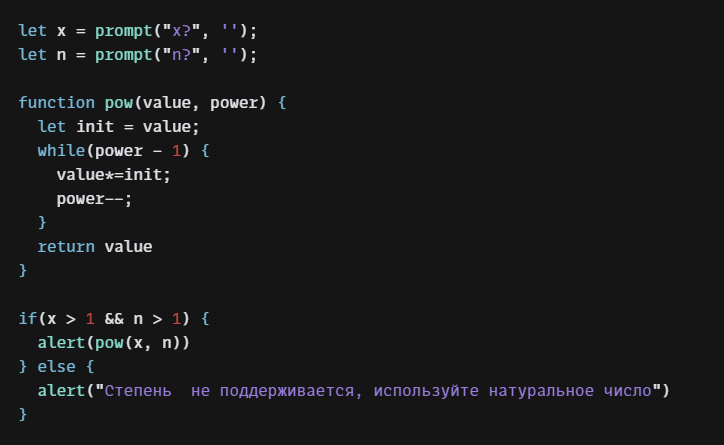 let x = prompt("x?", '');
let n = prompt("n?", '');

function pow(value, power) {
  let init = value;
  while(power - 1) {
    value*=init;
    power--;
  }
  return value
}

if(x > 1 && n > 1) {
  alert(pow(x, n))
} else {
  alert("Степень  не поддерживается, используйте натуральное число")
}